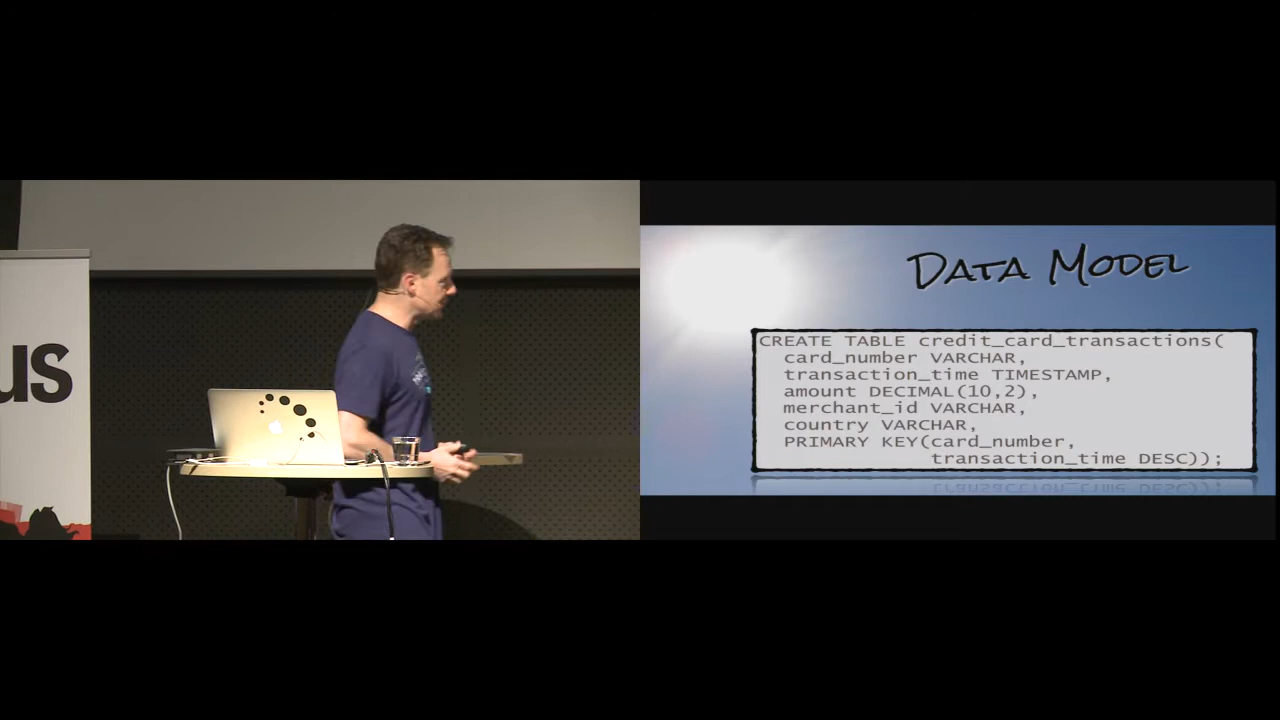 us
DATA MODEL
CREATE TABLE credit_card_transactions(
card_number VARCHAR,
transaction_time TIMESTAMP,
amount DECIMAL(10,2),
merchant_id VARCHAR,
country VARCHAR,
PRIMARY KEY(card_number,
transaction_time DESC));